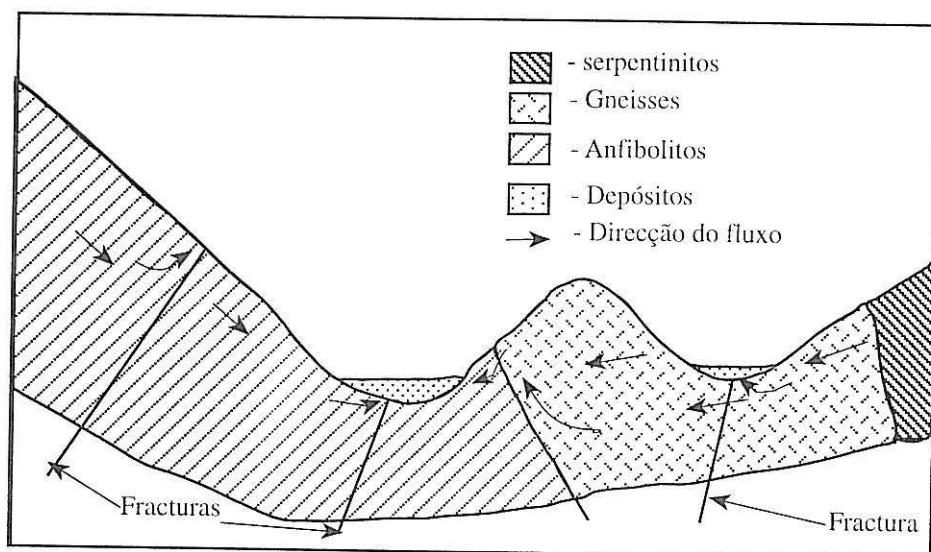 - serpentinitos
- Gneisses
- Anfibolitos
- Depósitos
- Direcção do fluxo
Fracturas
Fractura